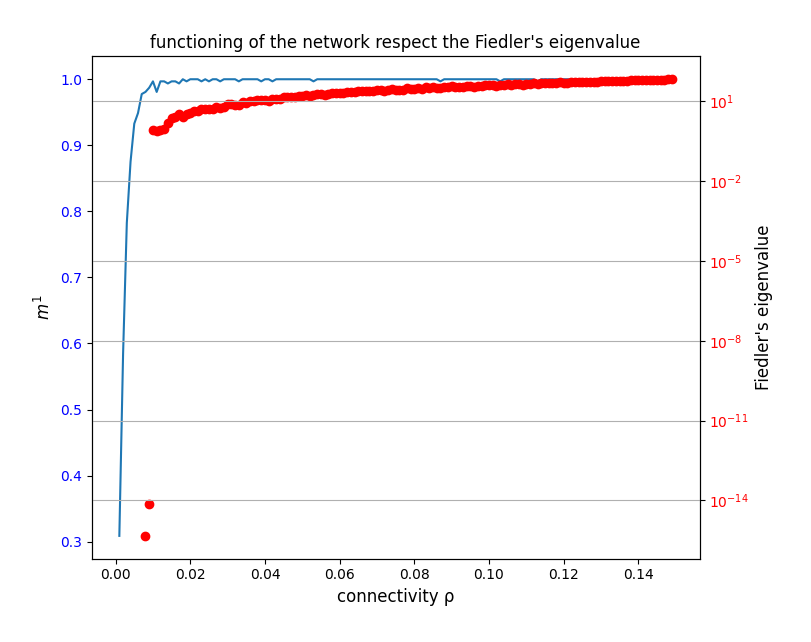 functioning of the network respect the Fiedler's eigenvalue
1.0
0.9
0.8
0.7
0.6
0.5
0.4
0.3
m¹
10¹
10⁻²
10⁻⁵
10⁻⁸
10⁻¹¹
10⁻¹⁴
Fiedler's eigenvalue
0.00 0.02 0.04 0.06 0.08 0.10 0.12 0.14
connectivity ρ